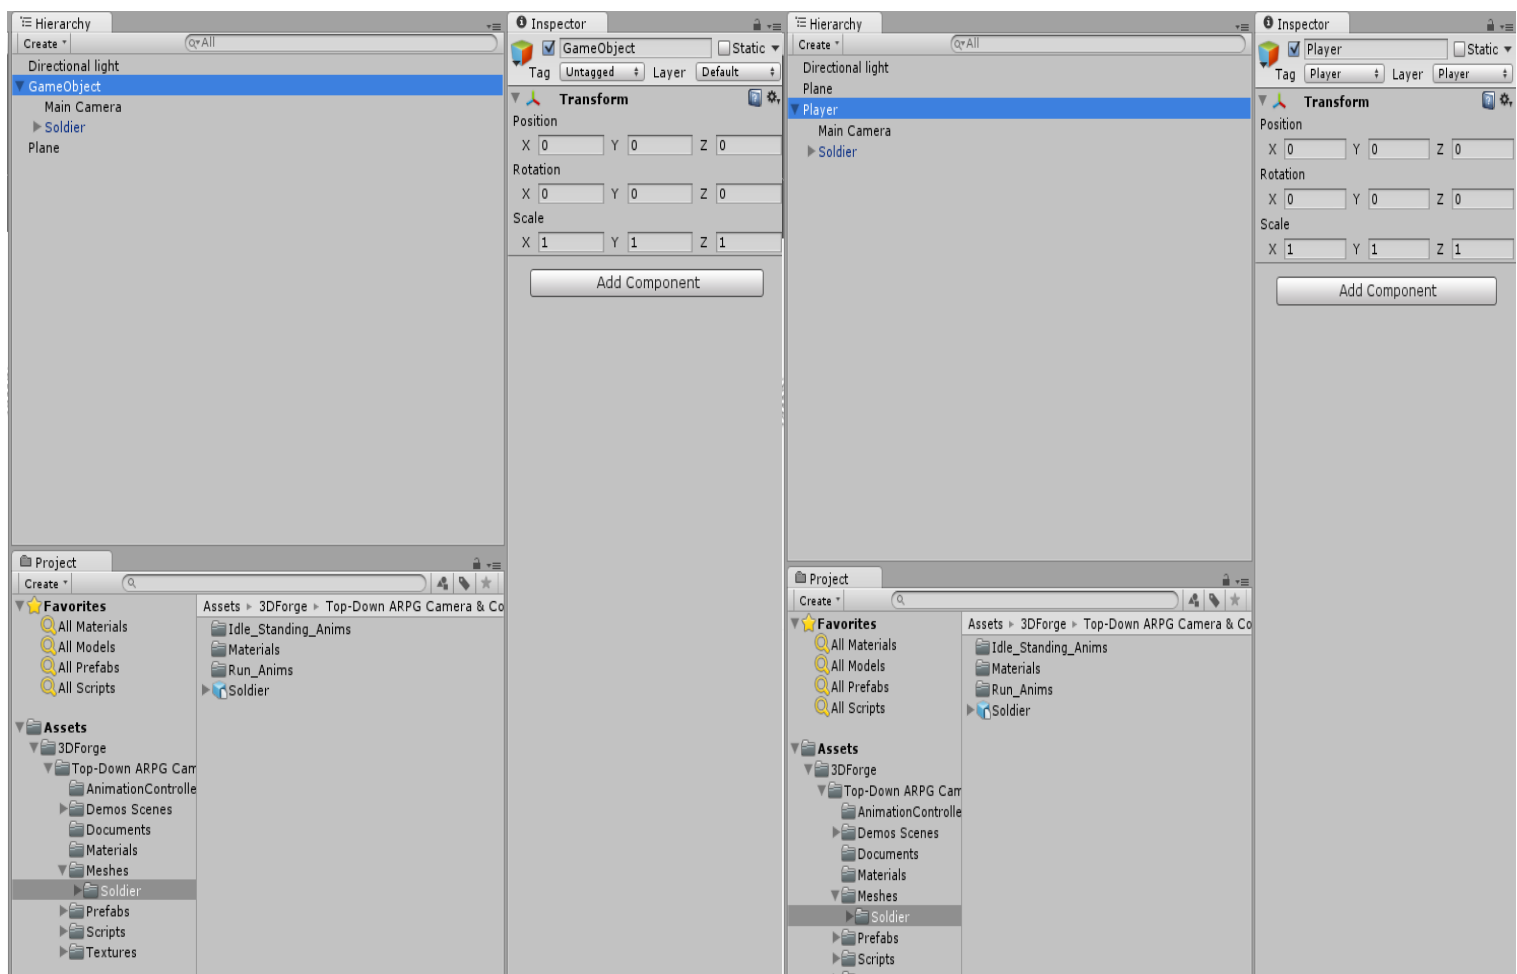 Hierarchy
Create
All
Directional light
GameObject
Main Camera
Soldier
Plane
Inspector
GameObject
Static
Tag Untagged Layer Default
Transform
Position
X 0 Y 0 Z 0
Rotation
X 0 Y 0 Z 0
Scale
X 1 Y 1 Z 1
Add Component
Project
Create
Favorites
All Materials
All Models
All Prefabs
All Scripts
Assets
3DForge
Top-Down ARPG Cam
AnimationControlle
Demos Scenes
Documents
Materials
Meshes
Soldier
Prefabs
Scripts
Textures
Assets 3DForge Top-Down ARPG Camera & Co
Idle_Standing_Anims
Materials
Run_Anims
Soldier
Hierarchy
Create
All
Directional light
Plane
Player
Main Camera
Soldier
Inspector
Player
Static
Tag Player Layer Player
Transform
Position
X 0 Y 0 Z 0
Rotation
X 0 Y 0 Z 0
Scale
X 1 Y 1 Z 1
Add Component
Project
Create
Favorites
All Materials
All Models
All Prefabs
All Scripts
Assets
3DForge
Top-Down ARPG Cam
AnimationControlle
Demos Scenes
Documents
Materials
Meshes
Soldier
Prefabs
Scripts
Assets 3DForge Top-Down ARPG Camera & Co
Idle_Standing_Anims
Materials
Run_Anims
Soldier